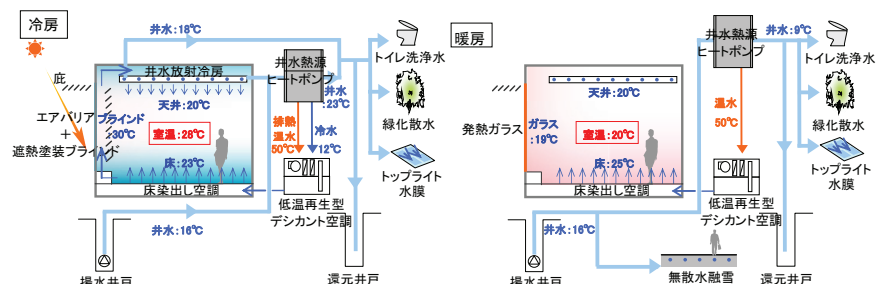 冷房
井水:18℃
井水熱源
ヒートポンプ
トイレ洗浄水
井水放射冷房
庇
天井:20℃
井水
:23℃
エアバリア
+
遮熱塗装ブラインド
ブラインド
:30℃
室温:28℃
排熱
温水
50℃
冷水
12℃
緑化散水
床:23℃
床染出し空調
トップライト
水膜
低温再生型
デシカント空調
井水:16℃
揚水井戸
還元井戸
暖房
井水:9℃
井水熱源
ヒートポンプ
トイレ洗浄水
天井:20℃
温水
50℃
発熱ガラス
ガラス
:19℃
室温:20℃
緑化散水
床:25℃
床染出し空調
トップライト
水膜
低温再生型
デシカント空調
井水:16℃
無散水融雪
揚水井戸
還元井戸